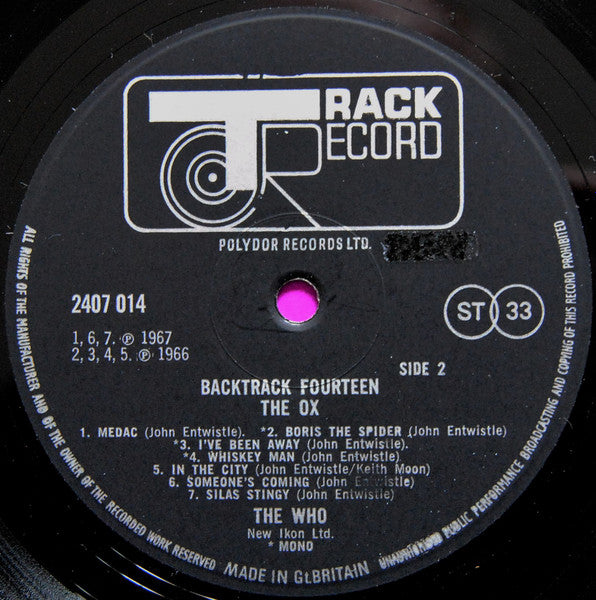 TRACK
RECORD
POLYDOR RECORDS LTD.
2407 014
ST 33
1, 6, 7. ℗ 1967
2, 3, 4, 5. ℗ 1966
SIDE 2
BACKTRACK FOURTEEN
THE OX
1. MEDAC (John Entwistle). *2. BORIS THE SPIDER (John Entwistle)
*3. I'VE BEEN AWAY (John Entwistle).
*4. WHISKEY MAN (John Entwistle)
5. IN THE CITY (John Entwistle/Keith Moon)
6. SOMEONE'S COMING (John Entwistle)
7. SILAS STINGY (John Entwistle)
THE WHO
New Ikon Ltd.
* MONO
ALL RIGHTS OF THE MANUFACTURER AND OF THE OWNER OF THE RECORDED WORK RESERVED
MADE IN Gt.BRITAIN
UNAUTHORISED PUBLIC PERFORMANCE BROADCASTING AND COPYING OF THIS RECORD PROHIBITED